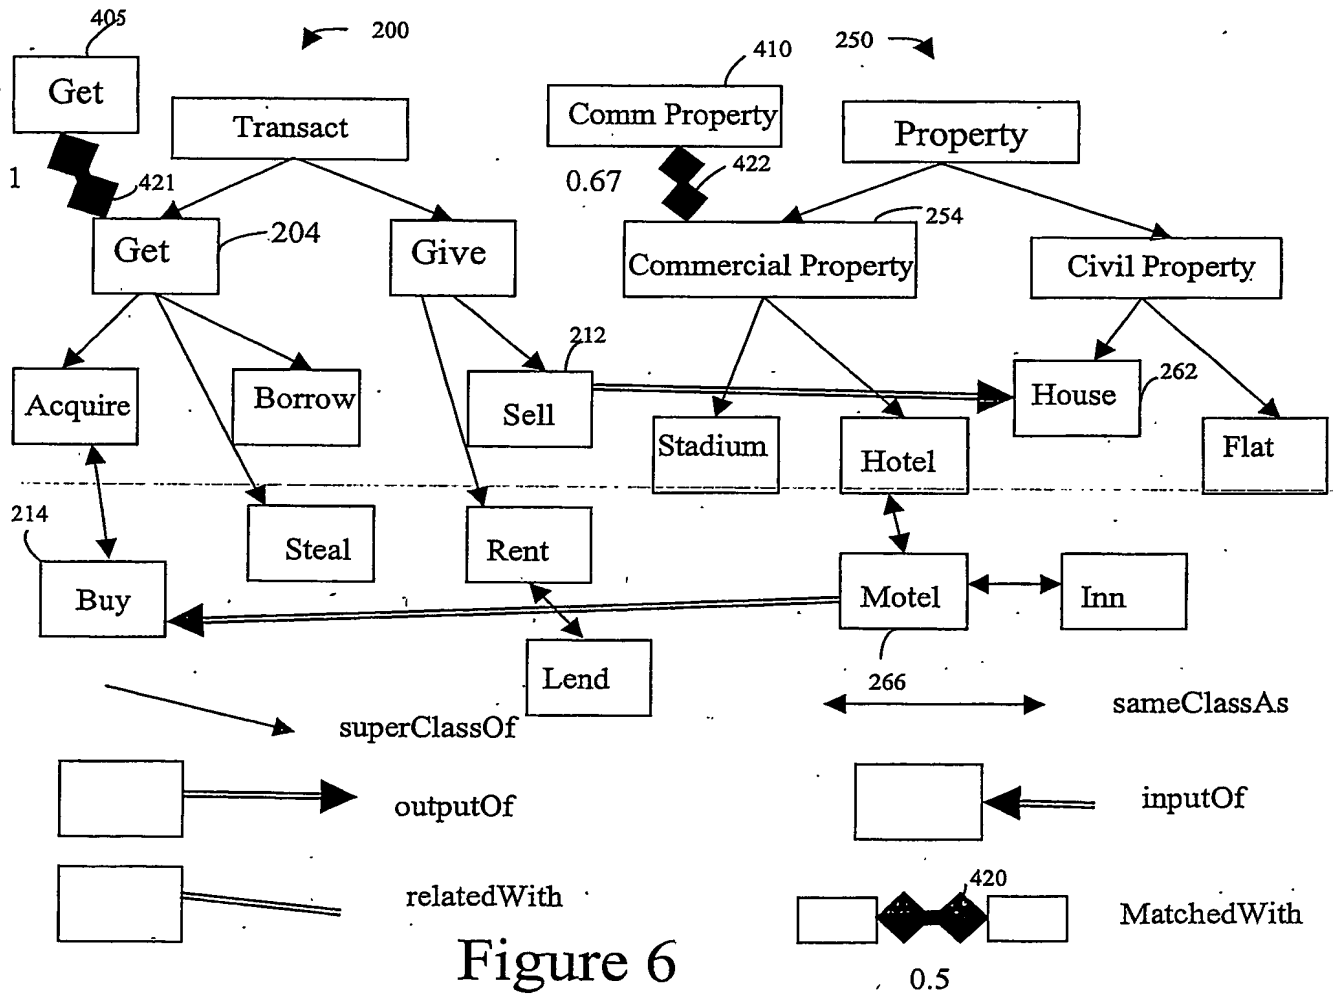 405
200
250
410
Get
Transact
Comm Property
Property
1
421
0.67
422
254
Get
204
Give
Commercial Property
Civil Property
212
262
Acquire
Borrow
Sell
Stadium
Hotel
House
Flat
214
Buy
Steal
Rent
Motel
Inn
Lend
266
superClassOf
sameClassAs
outputOf
inputOf
relatedWith
420
MatchedWith
Figure 6
0.5